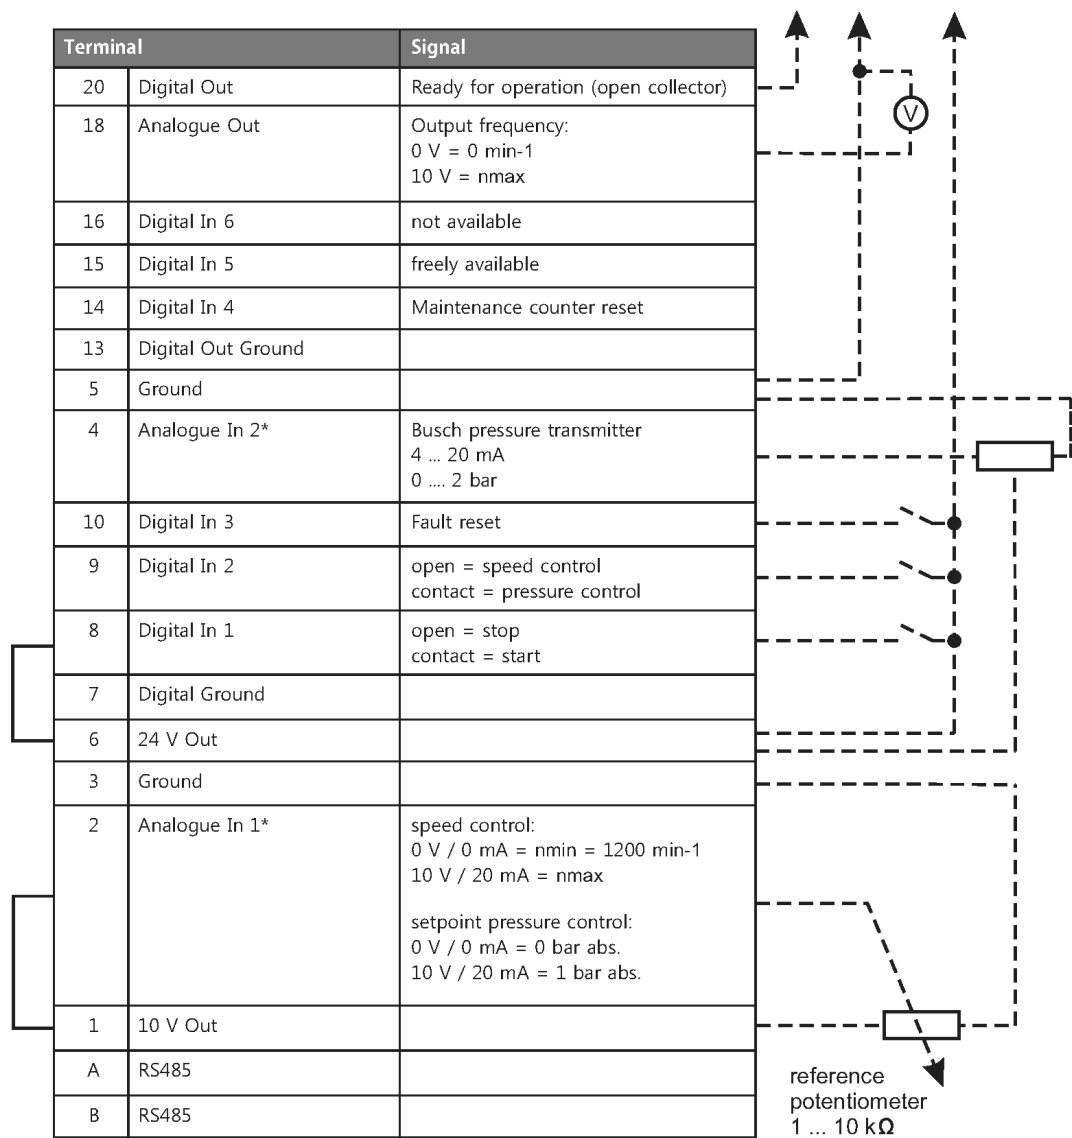 Terminal Signal
20 Digital Out Ready for operation (open collector)
18 Analogue Out Output frequency:
0 V = 0 min-1
10 V = nmax
V
16 Digital In 6 not available
15 Digital In 5 freely available
14 Digital In 4 Maintenance counter reset
13 Digital Out Ground
5 Ground
4 Analogue In 2* Busch pressure transmitter
4 ... 20 mA
0 .... 2 bar
10 Digital In 3 Fault reset
9 Digital In 2 open = speed control
contact = pressure control
8 Digital In 1 open = stop
contact = start
7 Digital Ground
6 24 V Out
3 Ground
2 Analogue In 1* speed control:
0 V / 0 mA = nmin = 1200 min-1
10 V / 20 mA = nmax
setpoint pressure control:
0 V / 0 mA = 0 bar abs.
10 V / 20 mA = 1 bar abs.
1 10 V Out
A RS485
B RS485
reference
potentiometer
1 ... 10 kΩ